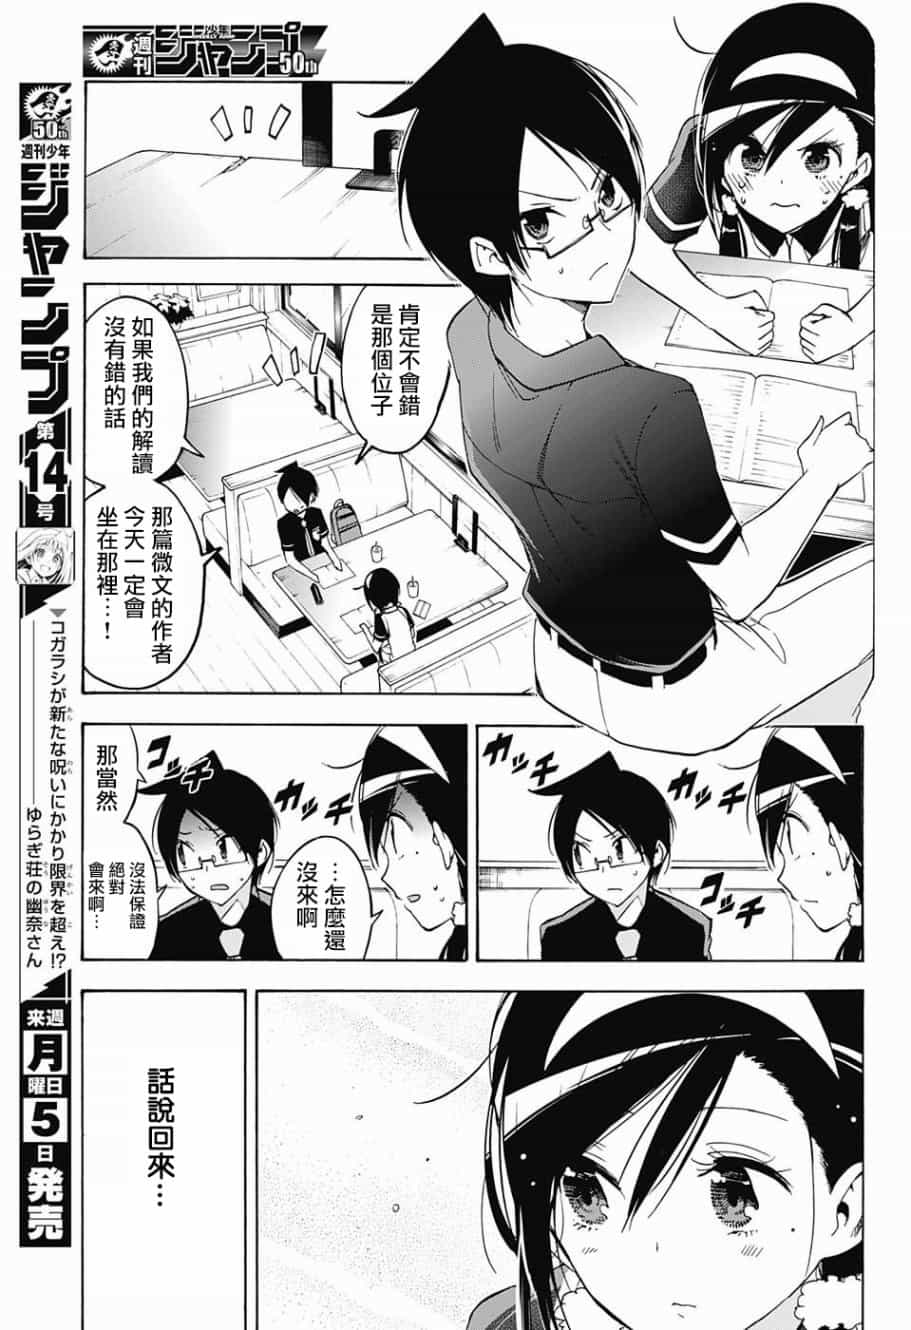 週刊
少年
ジャンプ
50th
50th
週刊少年
ジャンプ
第
14
号
▼コガラシが新たな呪いにかかり限界を超え!?
ゆらぎ荘の幽奈さん
来週
月
曜日
5
日
発売
肯定不會錯
是那個位子
如果我們的解讀
沒有錯的話
那篇微文的作者
今天一定會
坐在那裡…!
カッチ
コッチ
カッチ
コッチ
…怎麼還
沒來啊
那當然
沒法保證
絕對
會來啊…
話說回來…